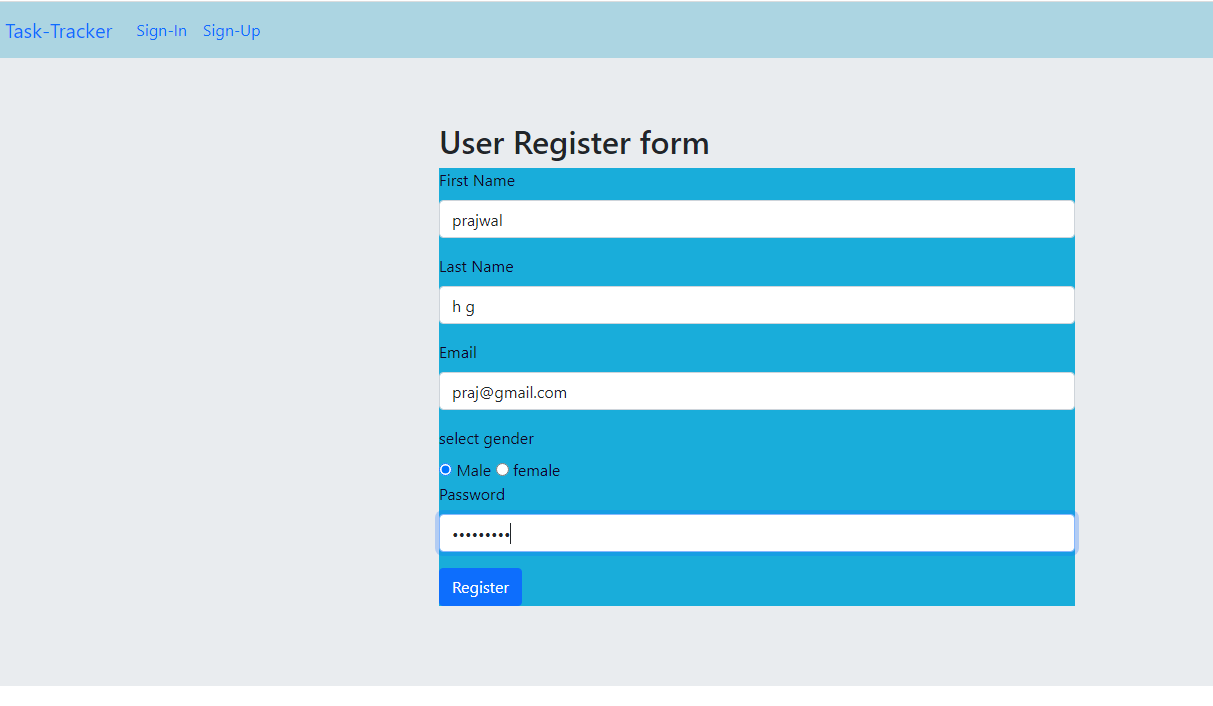 Task-Tracker Sign-In Sign-Up
User Register form
First Name
prajwal
Last Name
h g
Email
praj@gmail.com
select gender
Male female
Password
•••••••••
Register